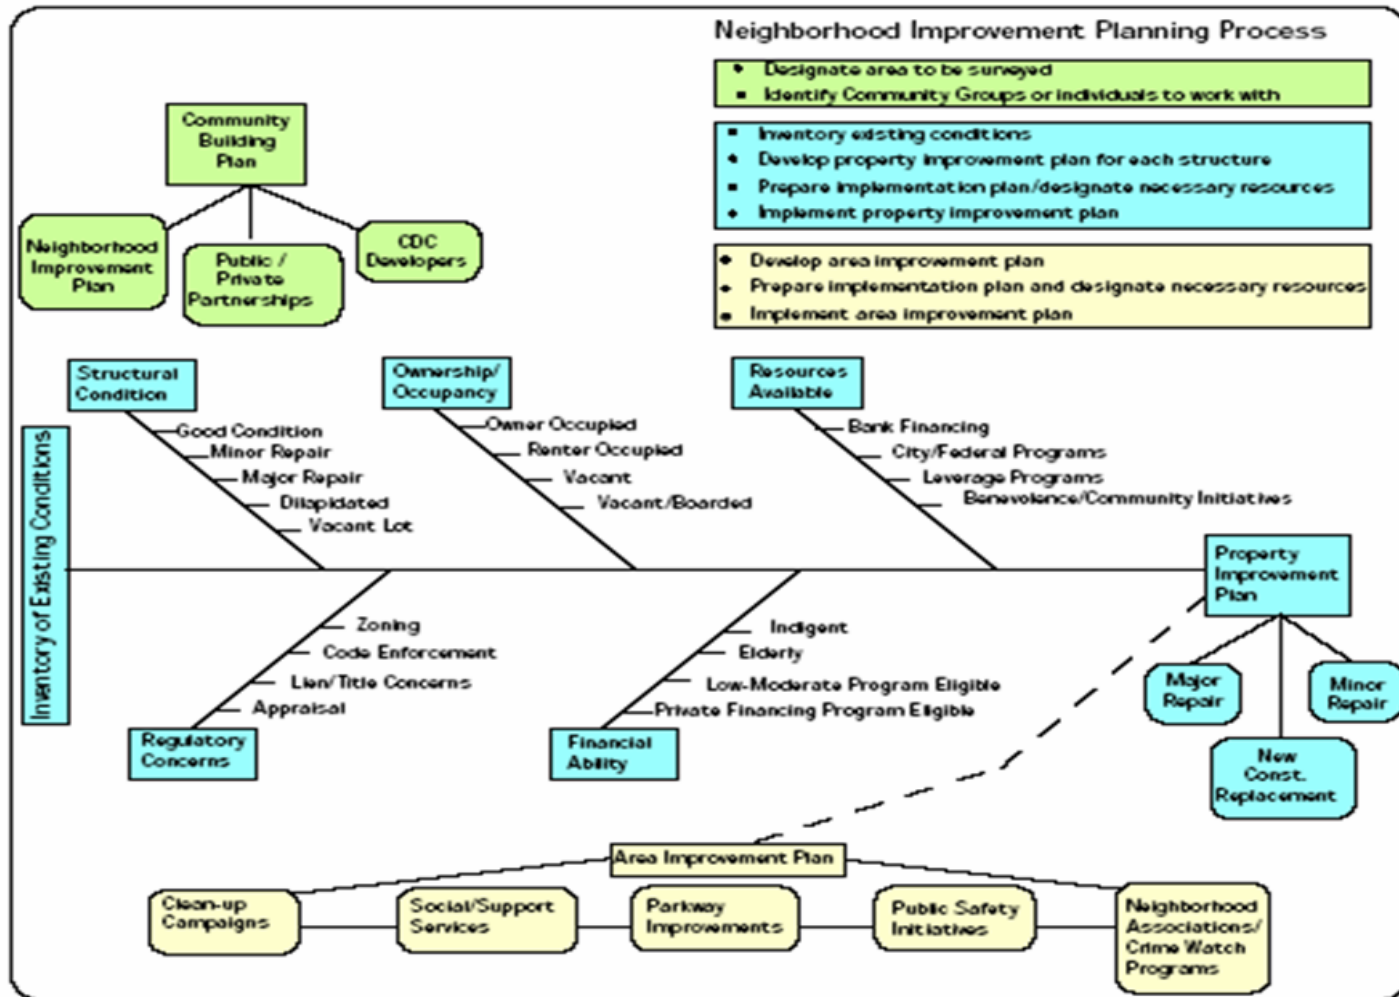 Neighborhood Improvement Planning Process
Designate area to be surveyed
Identify Community Groups or individuals to work with
Inventory existing conditions
Develop property improvement plan for each structure
Prepare implementation plan/designate necessary resources
Implement property improvement plan
Develop area improvement plan
Prepare implementation plan and designate necessary resources
Implement area improvement plan
Community
Building
Plan
Neighborhood
Improvement
Plan
Public /
Private
Partnerships
CDC
Developers
Structural
Condition
Good Condition
Minor Repair
Major Repair
Dilapidated
Vacant Lot
Ownership/
Occupancy
Owner Occupied
Renter Occupied
Vacant
Vacant/Boarded
Resources
Available
Bank Financing
City/Federal Programs
Leverage Programs
Benevolence/Community Initiatives
Inventory of Existing Conditions
Property
Improvement
Plan
Major
Repair
Minor
Repair
New
Const.
Replacement
Zoning
Code Enforcement
Lien/Title Concerns
Appraisal
Regulatory
Concerns
Indigent
Elderly
Low-Moderate Program Eligible
Private Financing Program Eligible
Financial
Ability
Area Improvement Plan
Clean-up
Campaigns
Social/Support
Services
Parkway
Improvements
Public Safety
Initiatives
Neighborhood
Associations/
Crime Watch
Programs